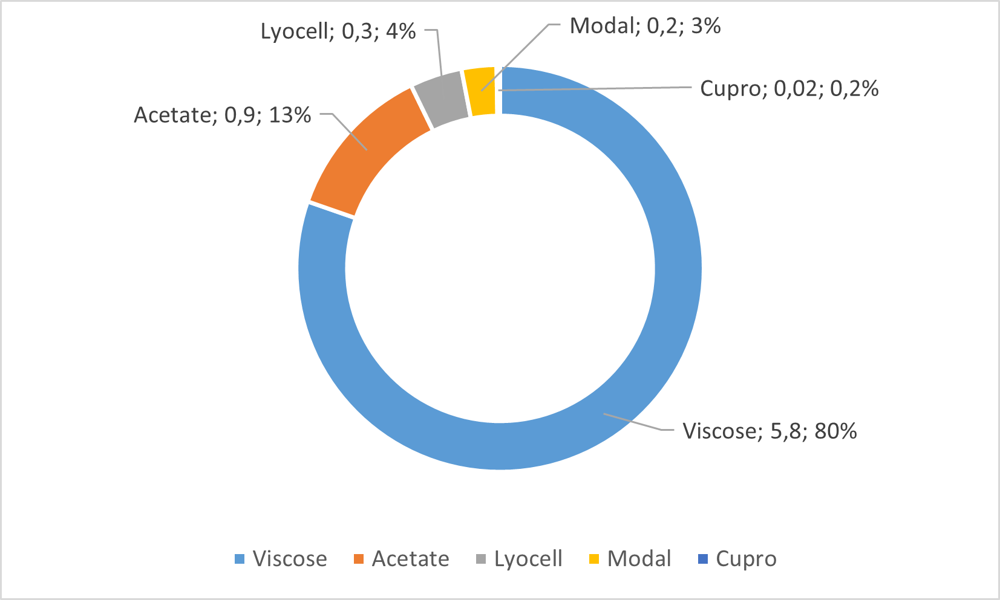 Lyocell; 0,3; 4%
Modal; 0,2; 3%
Cupro; 0,02; 0,2%
Acetate; 0,9; 13%
Viscose; 5,8; 80%
Viscose Acetate Lyocell Modal Cupro